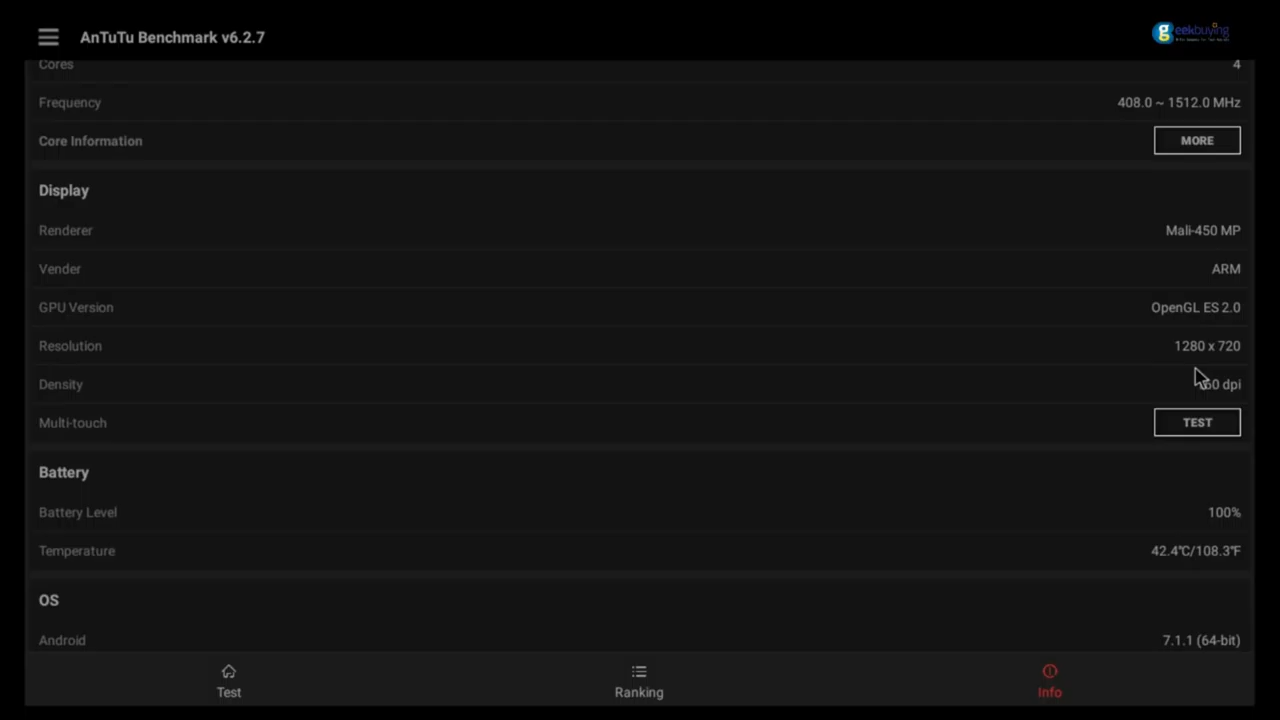 AnTuTu Benchmark v6.2.7
geekbuying
Cores 4
Frequency 408.0 ~ 1512.0 MHz
Core Information MORE
Display
Renderer Mali-450 MP
Vender ARM
GPU Version OpenGL ES 2.0
Resolution 1280 x 720
Density dpi
Multi-touch TEST
Battery
Battery Level 100%
Temperature 42.4℃/108.3℉
OS
Android 7.1.1 (64-bit)
Test
Ranking
Info